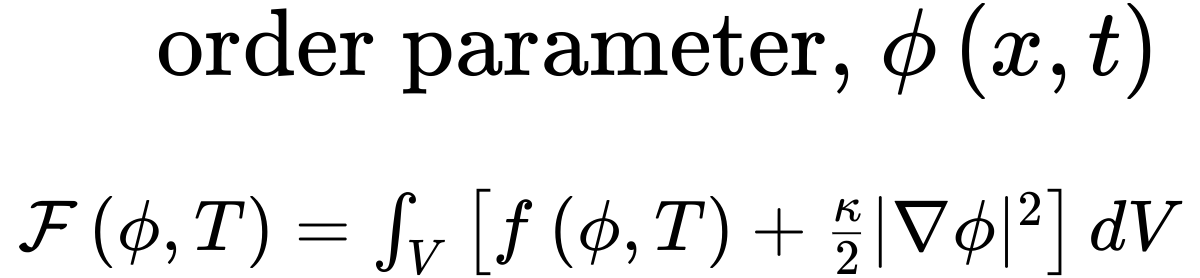 order parameter, ϕ (x, t)
ℱ (ϕ, T) = ∫_V [f (ϕ, T) + κ/2 |∇ϕ|²] dV